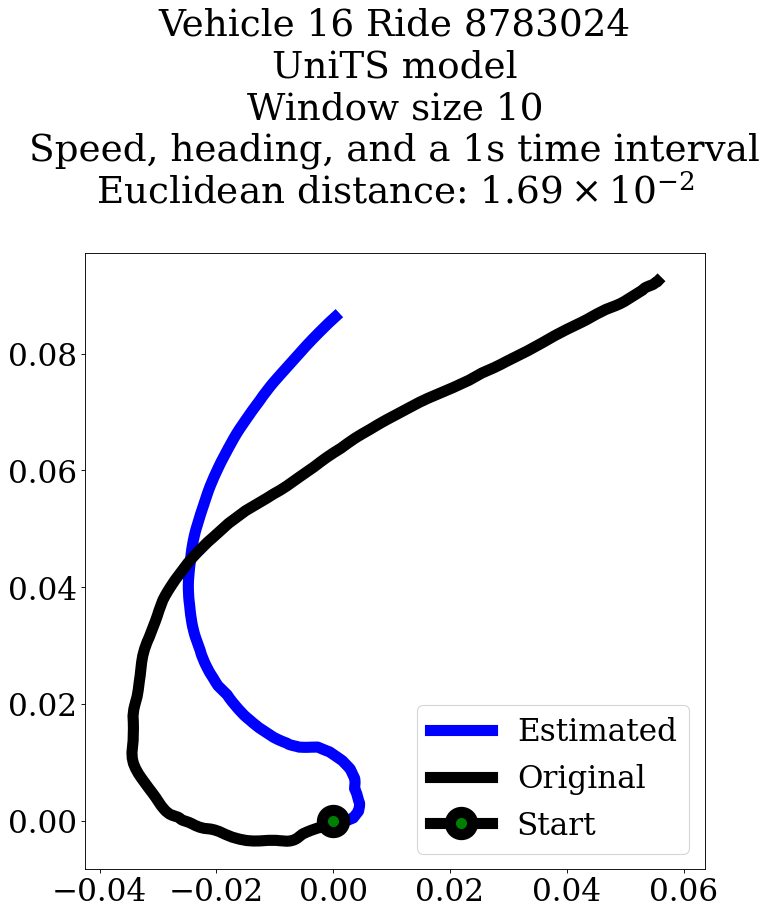 Vehicle 16 Ride 8783024
UniTS model
Window size 10
Speed, heading, and a 1s time interval
Euclidean distance: 1.69 × 10⁻²
0.08
0.06
0.04
0.02
0.00
Estimated
Original
Start
−0.04 −0.02 0.00 0.02 0.04 0.06